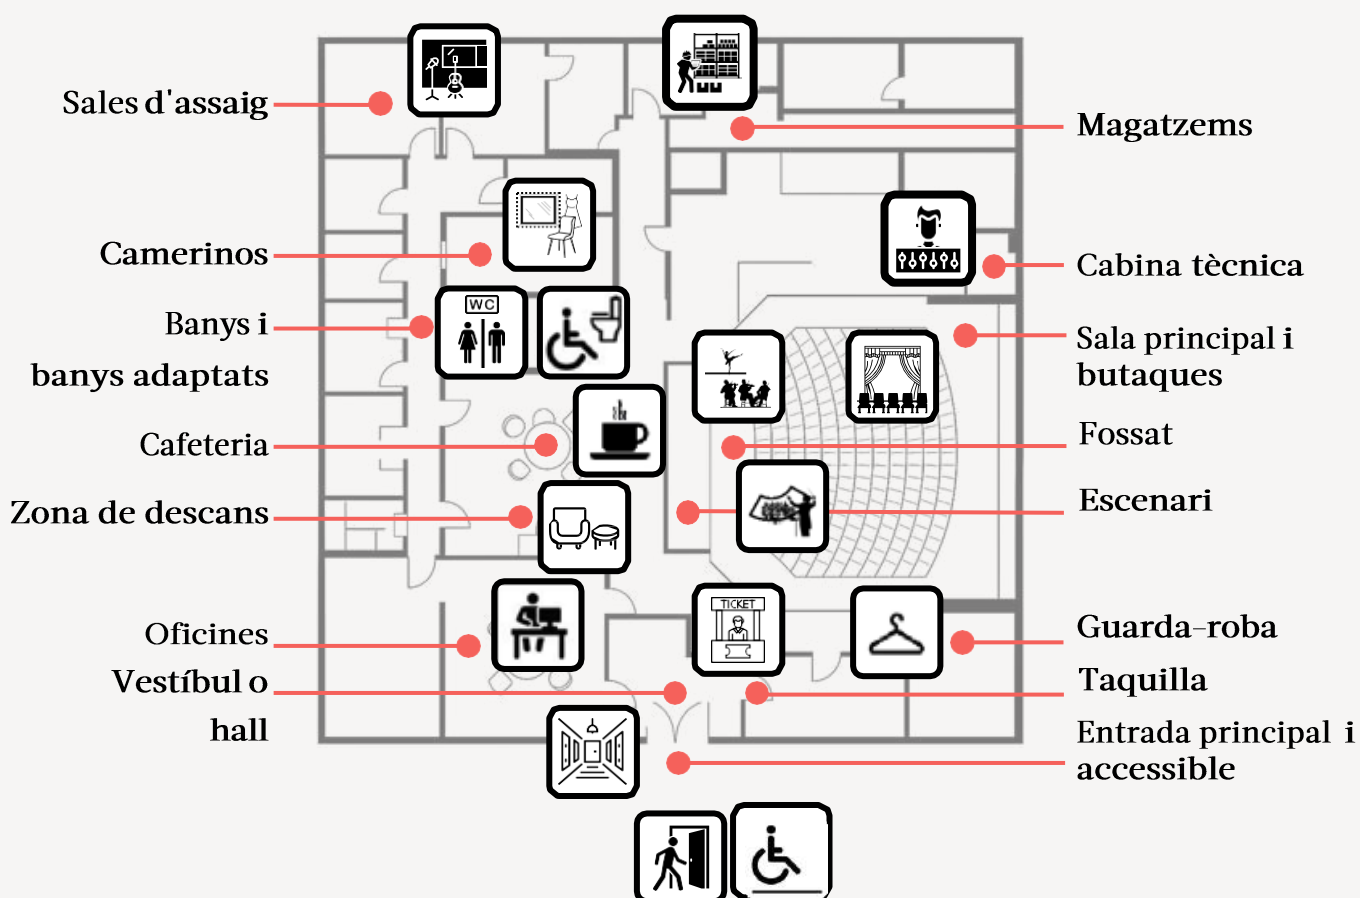 Sales d'assaig
Camerinos
Banys i
banys adaptats
Cafeteria
Zona de descans
Oficines
Vestíbul o
hall
WC
TICKET
Magatzems
Cabina tècnica
Sala principal i
butaques
Fossat
Escenari
Guarda-roba
Taquilla
Entrada principal i
accessible